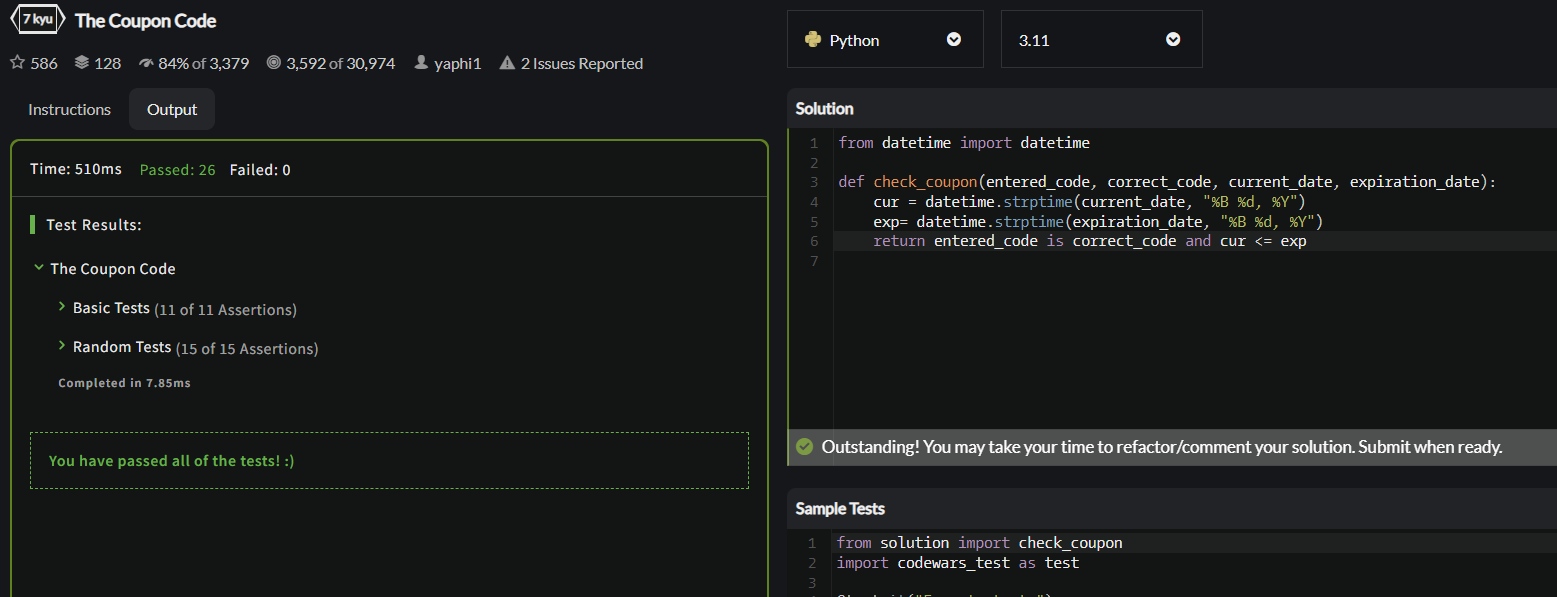 7 kyu The Coupon Code
586 128 84% of 3,379 3,592 of 30,974 yaphi1 2 Issues Reported
Instructions Output
Time: 510ms Passed: 26 Failed: 0
Test Results:
The Coupon Code
Basic Tests (11 of 11 Assertions)
Random Tests (15 of 15 Assertions)
Completed in 7.85ms
You have passed all of the tests! :)
Python 3.11
Solution
1 from datetime import datetime
2
3 def check_coupon(entered_code, correct_code, current_date, expiration_date):
4 cur = datetime.strptime(current_date, "%B %d, %Y")
5 exp= datetime.strptime(expiration_date, "%B %d, %Y")
6 return entered_code is correct_code and cur <= exp
7
Outstanding! You may take your time to refactor/comment your solution. Submit when ready.
Sample Tests
1 from solution import check_coupon
2 import codewars_test as test
3